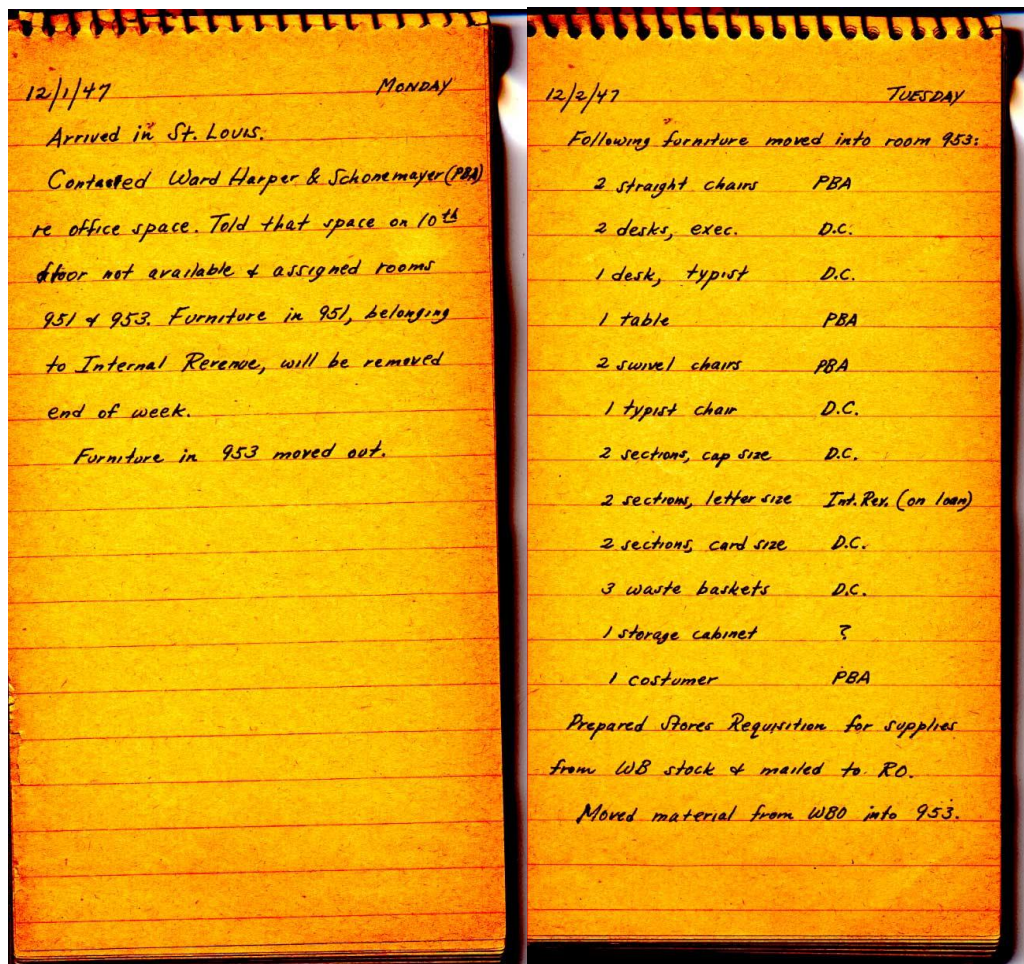 12/1/47 MONDAY
Arrived in St. Louis.
Contacted Ward Harper & Schonemayer (PBA)
re office space. Told that space on 10th
floor not available & assigned rooms
951 & 953. Furniture in 951, belonging
to Internal Revenue, will be removed
end of week.
Furniture in 953 moved out.
12/2/47 TUESDAY
Following furniture moved into room 953:
2 straight chairs PBA
2 desks, exec. D.C.
1 desk, typist D.C.
1 table PBA
2 swivel chairs PBA
1 typist chair D.C.
2 sections, cap size D.C.
2 sections, letter size Int. Rev. (on loan)
2 sections, card size D.C.
3 waste baskets D.C.
1 storage cabinet ?
1 costumer PBA
Prepared Stores Requisition for supplies
from WB stock & mailed to RO.
Moved material from WBO into 953.